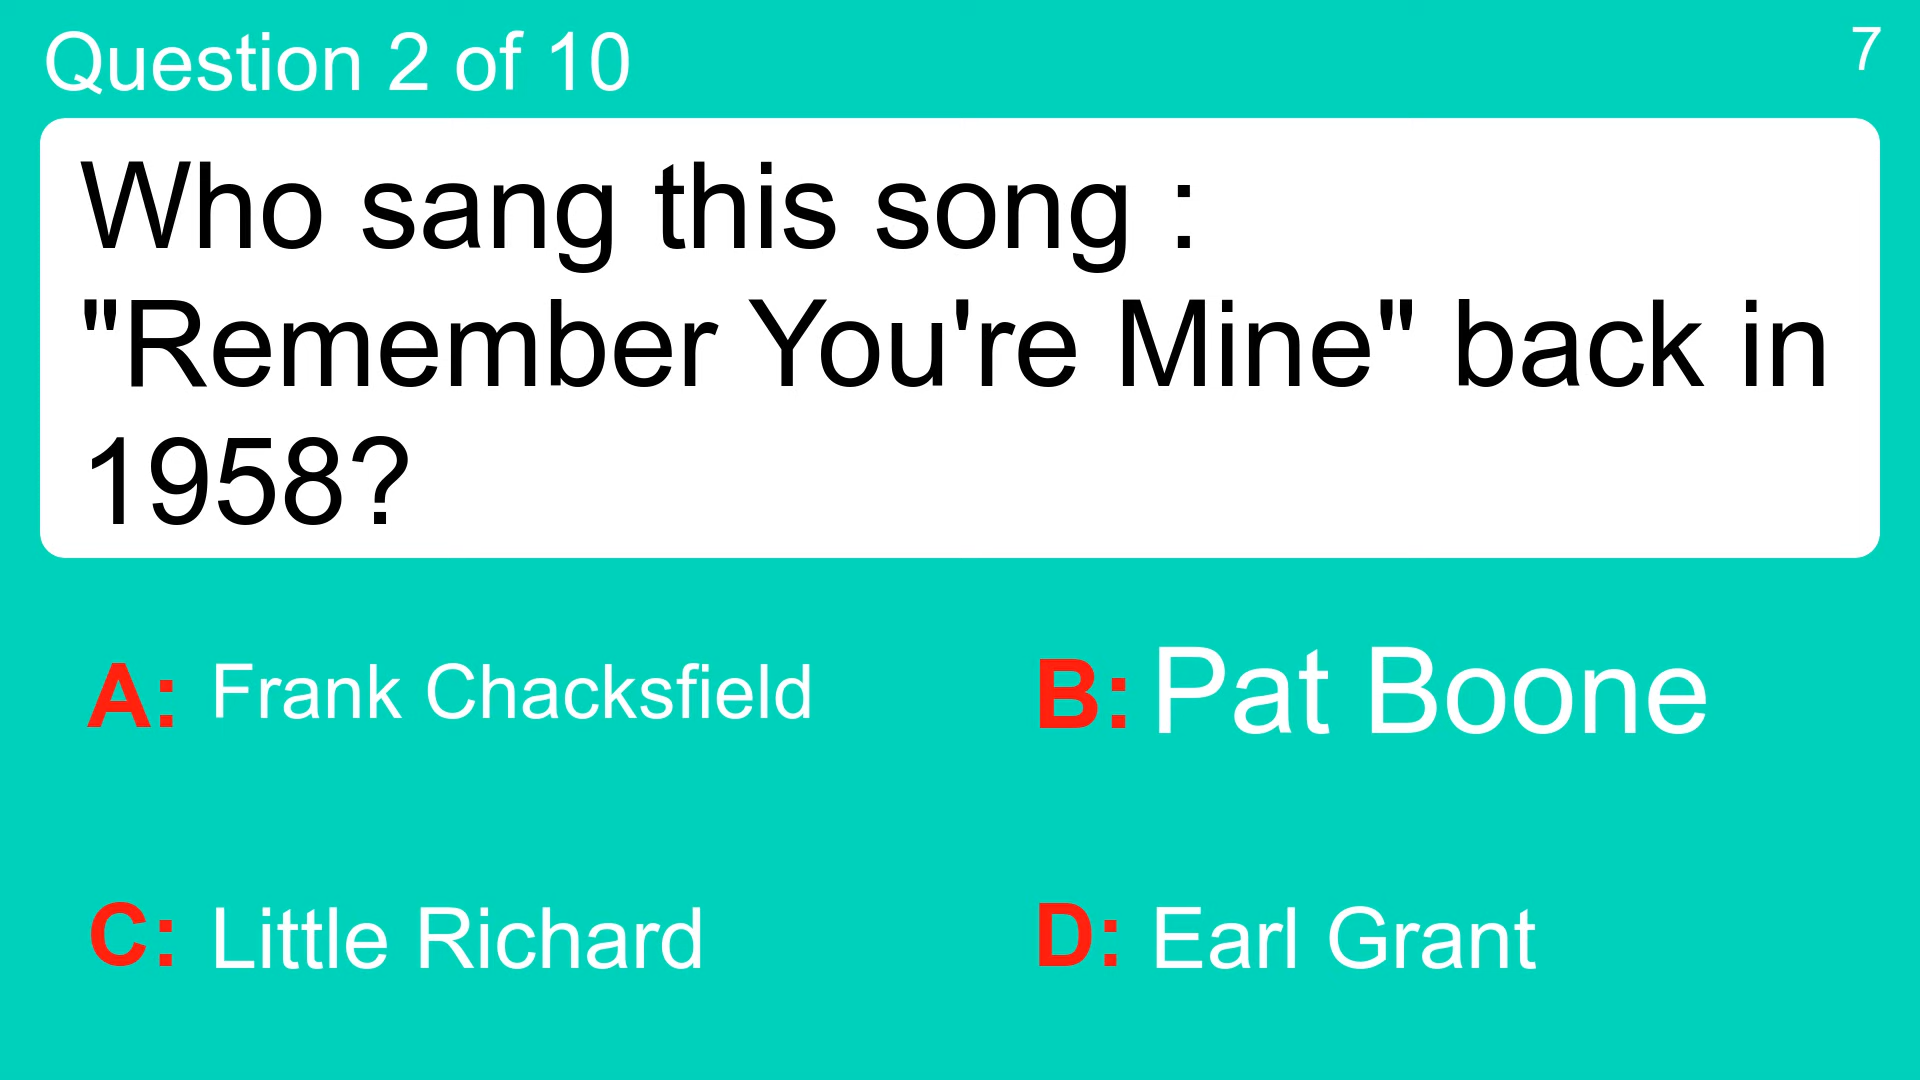 Question 2 of 10
7
Who sang this song :
"Remember You're Mine" back in
1958?
A: Frank Chacksfield
B: Pat Boone
C: Little Richard
D: Earl Grant